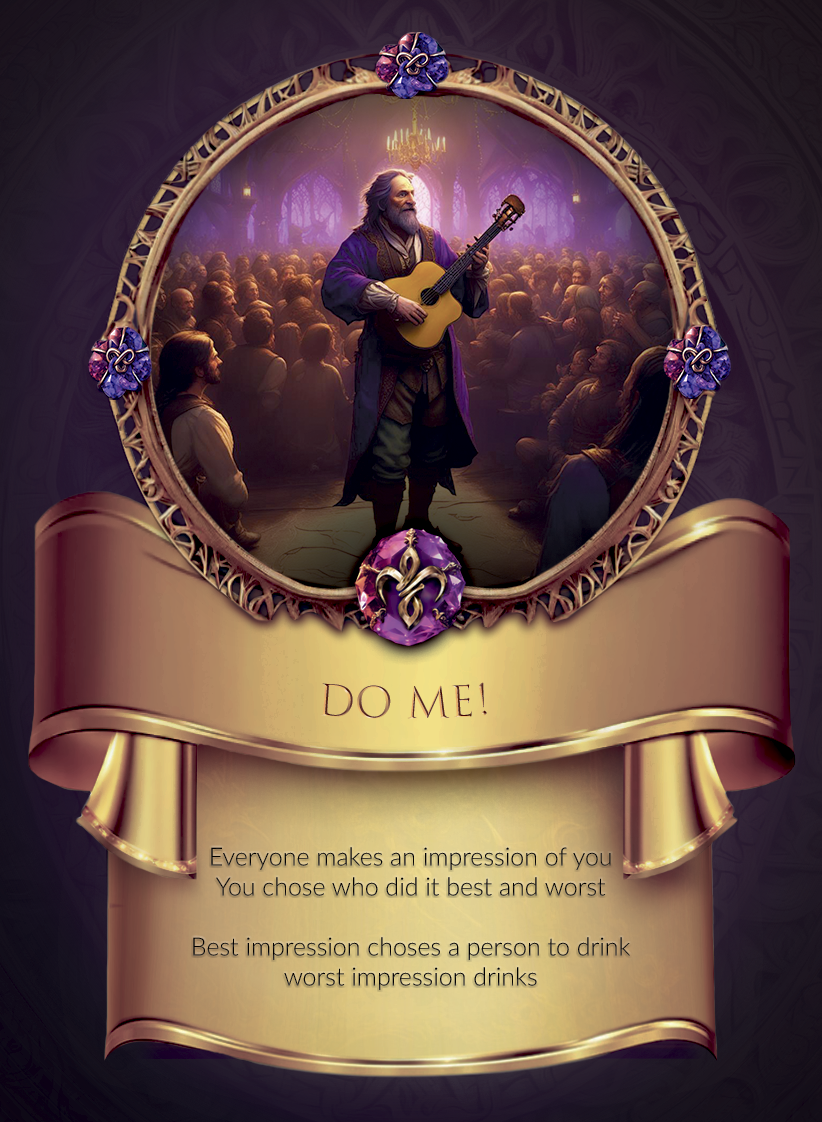 DO ME!
Everyone makes an impression of you
You chose who did it best and worst
Best impression choses a person to drink
worst impression drinks